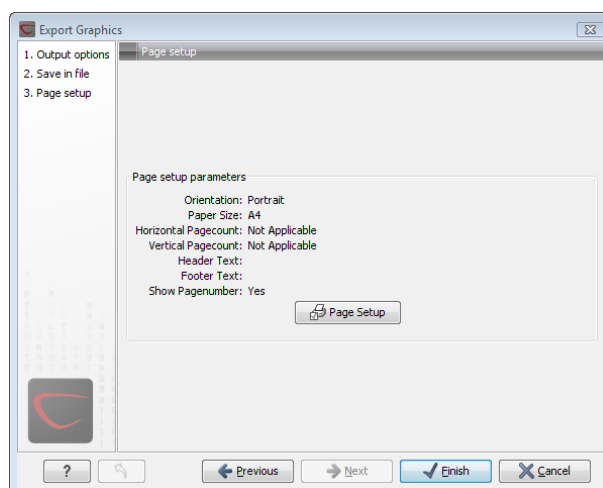 Export Graphics
1. Output options
2. Save in file
3. Page setup
Page setup
Page setup parameters
Orientation: Portrait
Paper Size: A4
Horizontal Pagecount: Not Applicable
Vertical Pagecount: Not Applicable
Header Text:
Footer Text:
Show Pagenumber: Yes
Page Setup
?
Previous
Next
Finish
Cancel